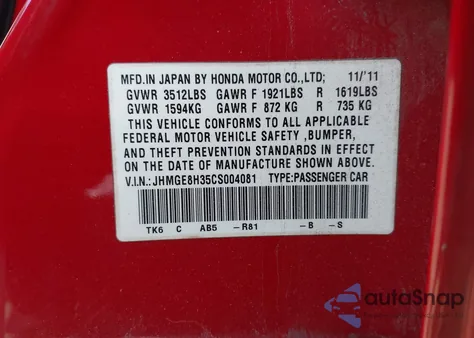 MFD.IN JAPAN BY HONDA MOTOR CO.,LTD; 11/'11
GVWR 3512LBS GAWR F 1921LBS R 1619LBS
GVWR 1594KG GAWR F 872 KG R 735 KG
THIS VEHICLE CONFORMS TO ALL APPLICABLE
FEDERAL MOTOR VEHICLE SAFETY ,BUMPER,
AND THEFT PREVENTION STANDARDS IN EFFECT
ON THE DATE OF MANUFACTURE SHOWN ABOVE.
V.I.N.: JHMGE8H35CS004081 TYPE:PASSENGER CAR
TK6 C AB5 -R81 -B -S
autoSnap